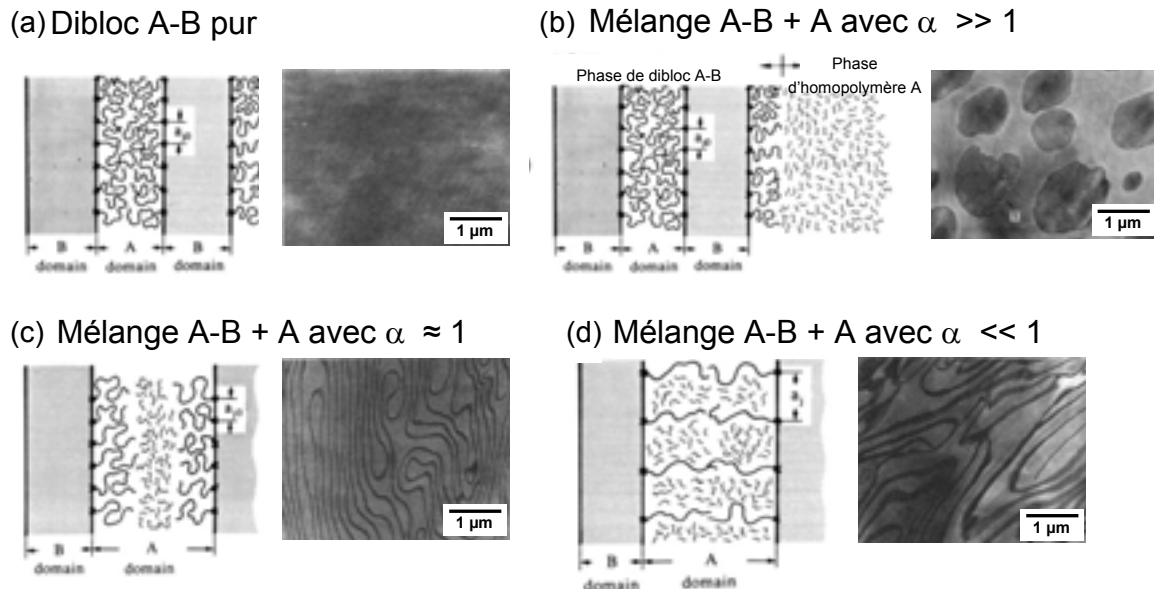 (a) Dibloc A-B pur
B
A
B
domain
domain
domain
1 µm
(b) Mélange A-B + A avec α >> 1
Phase de dibloc A-B
Phase
d'homopolymère A
B
A
B
domain
domain
domain
1 µm
(c) Mélange A-B + A avec α ≈ 1
B
A
domain
domain
1 µm
(d) Mélange A-B + A avec α << 1
B
A
domain
domain
1 µm